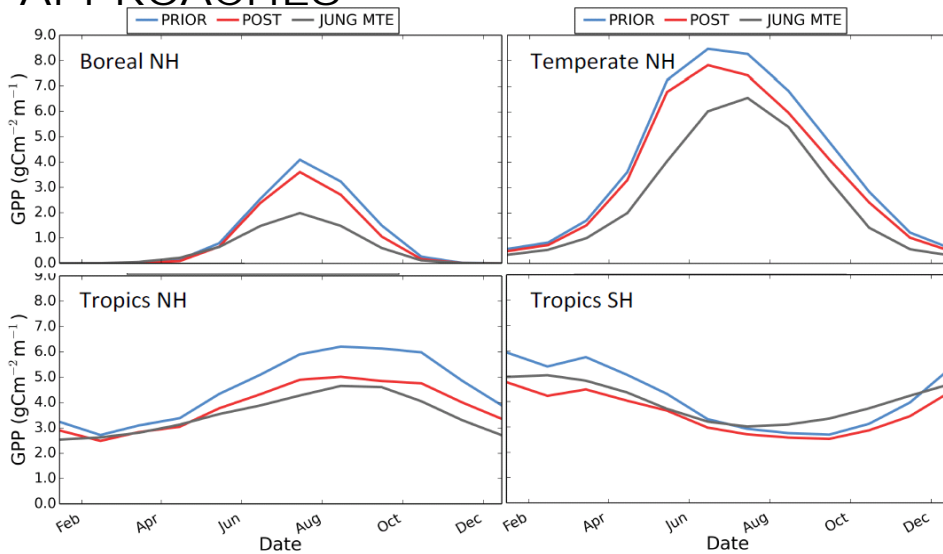 APPROACHES
PRIOR POST JUNG MTE
PRIOR POST JUNG MTE
Boreal NH
9.0
8.0
7.0
6.0
5.0
4.0
3.0
2.0
1.0
0.0
GPP (gCm⁻² m⁻¹)
Temperate NH
Tropics NH
9.0
8.0
7.0
6.0
5.0
4.0
3.0
2.0
1.0
0.0
GPP (gCm⁻² m⁻¹)
Tropics SH
Feb Apr Jun Aug Oct Dec
Date
Feb Apr Jun Aug Oct Dec
Date